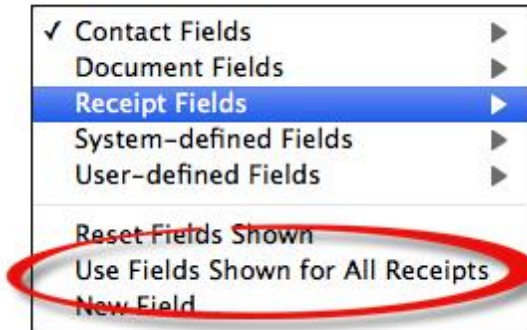 ✓ Contact Fields
Document Fields
Receipt Fields
System-defined Fields
User-defined Fields
Reset Fields Shown
Use Fields Shown for All Receipts
New Field